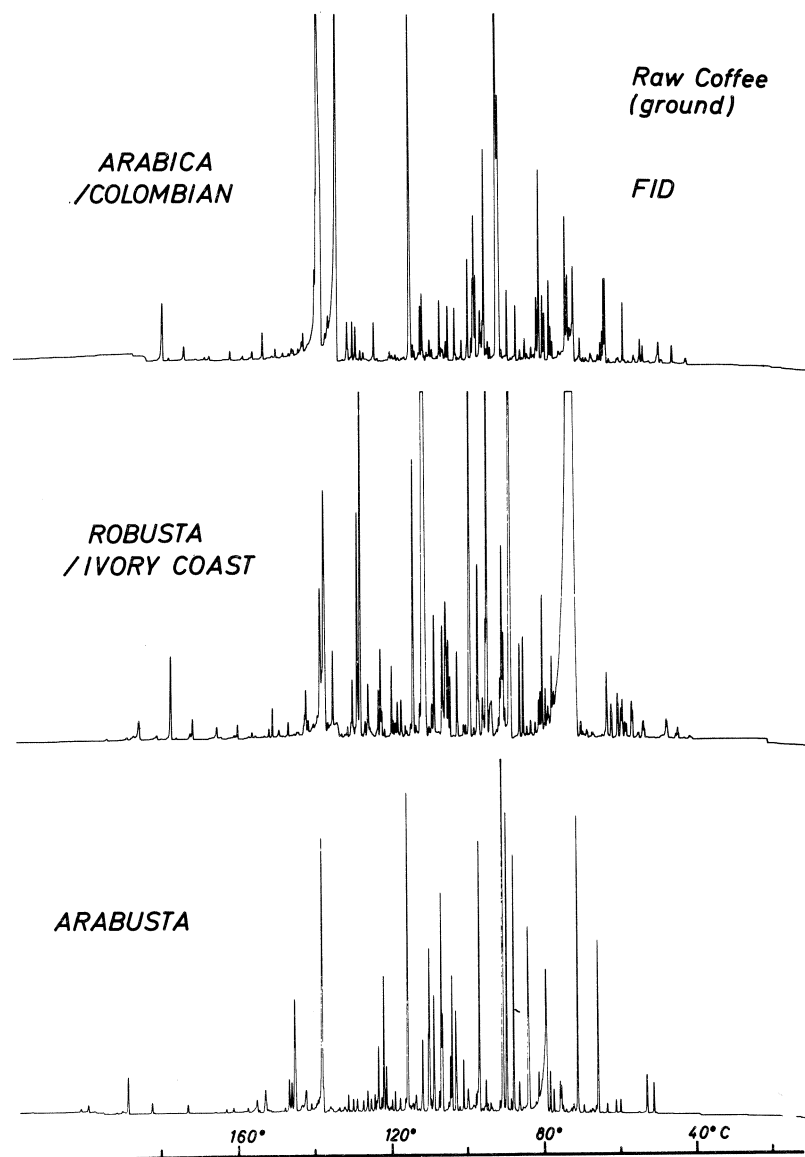 Raw Coffee
(ground)
ARABICA
/COLOMBIAN
FID
ROBUSTA
/IVORY COAST
ARABUSTA
160° 120° 80° 40°C